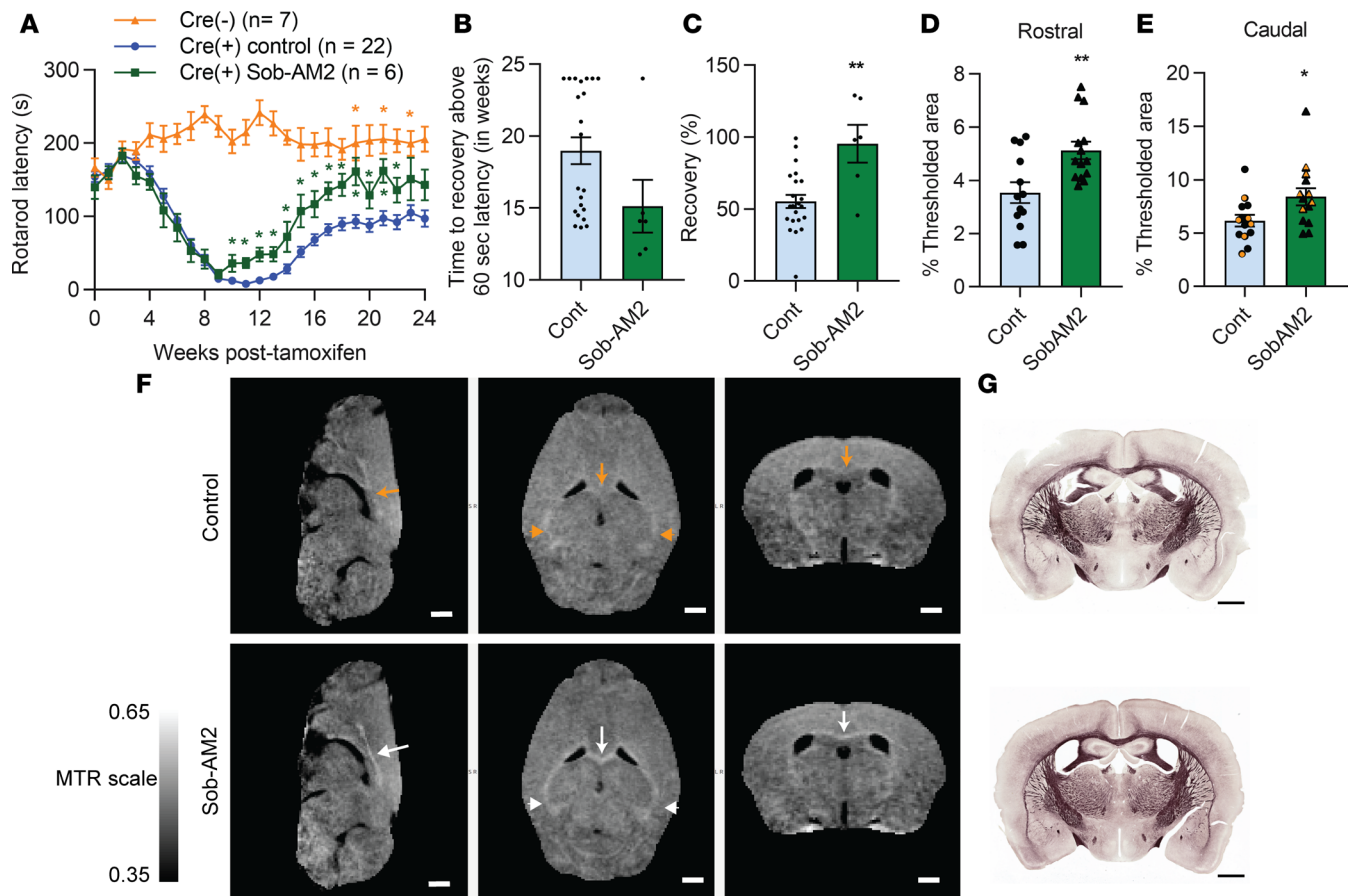 A
Cre(-) (n= 7)
Cre(+) control (n = 22)
Cre(+) Sob-AM2 (n = 6)
Rotarod latency (s)
300
200
100
0
* * *
* * * * * * * * * * * * *
0 4 8 12 16 20 24
Weeks post-tamoxifen
B
Time to recovery above
60 sec latency (in weeks)
25
20
15
10
Cont
Sob-AM2
C
Recovery (%)
150
100
50
0
**
Cont
Sob-AM2
D
Rostral
% Thresholded area
8
6
4
2
0
**
Cont
SobAM2
E
Caudal
% Thresholded area
20
15
10
5
0
*
Cont
SobAM2
F
Control
S R
L R
Sob-AM2
S R
L R
0.65
MTR scale
0.35
G